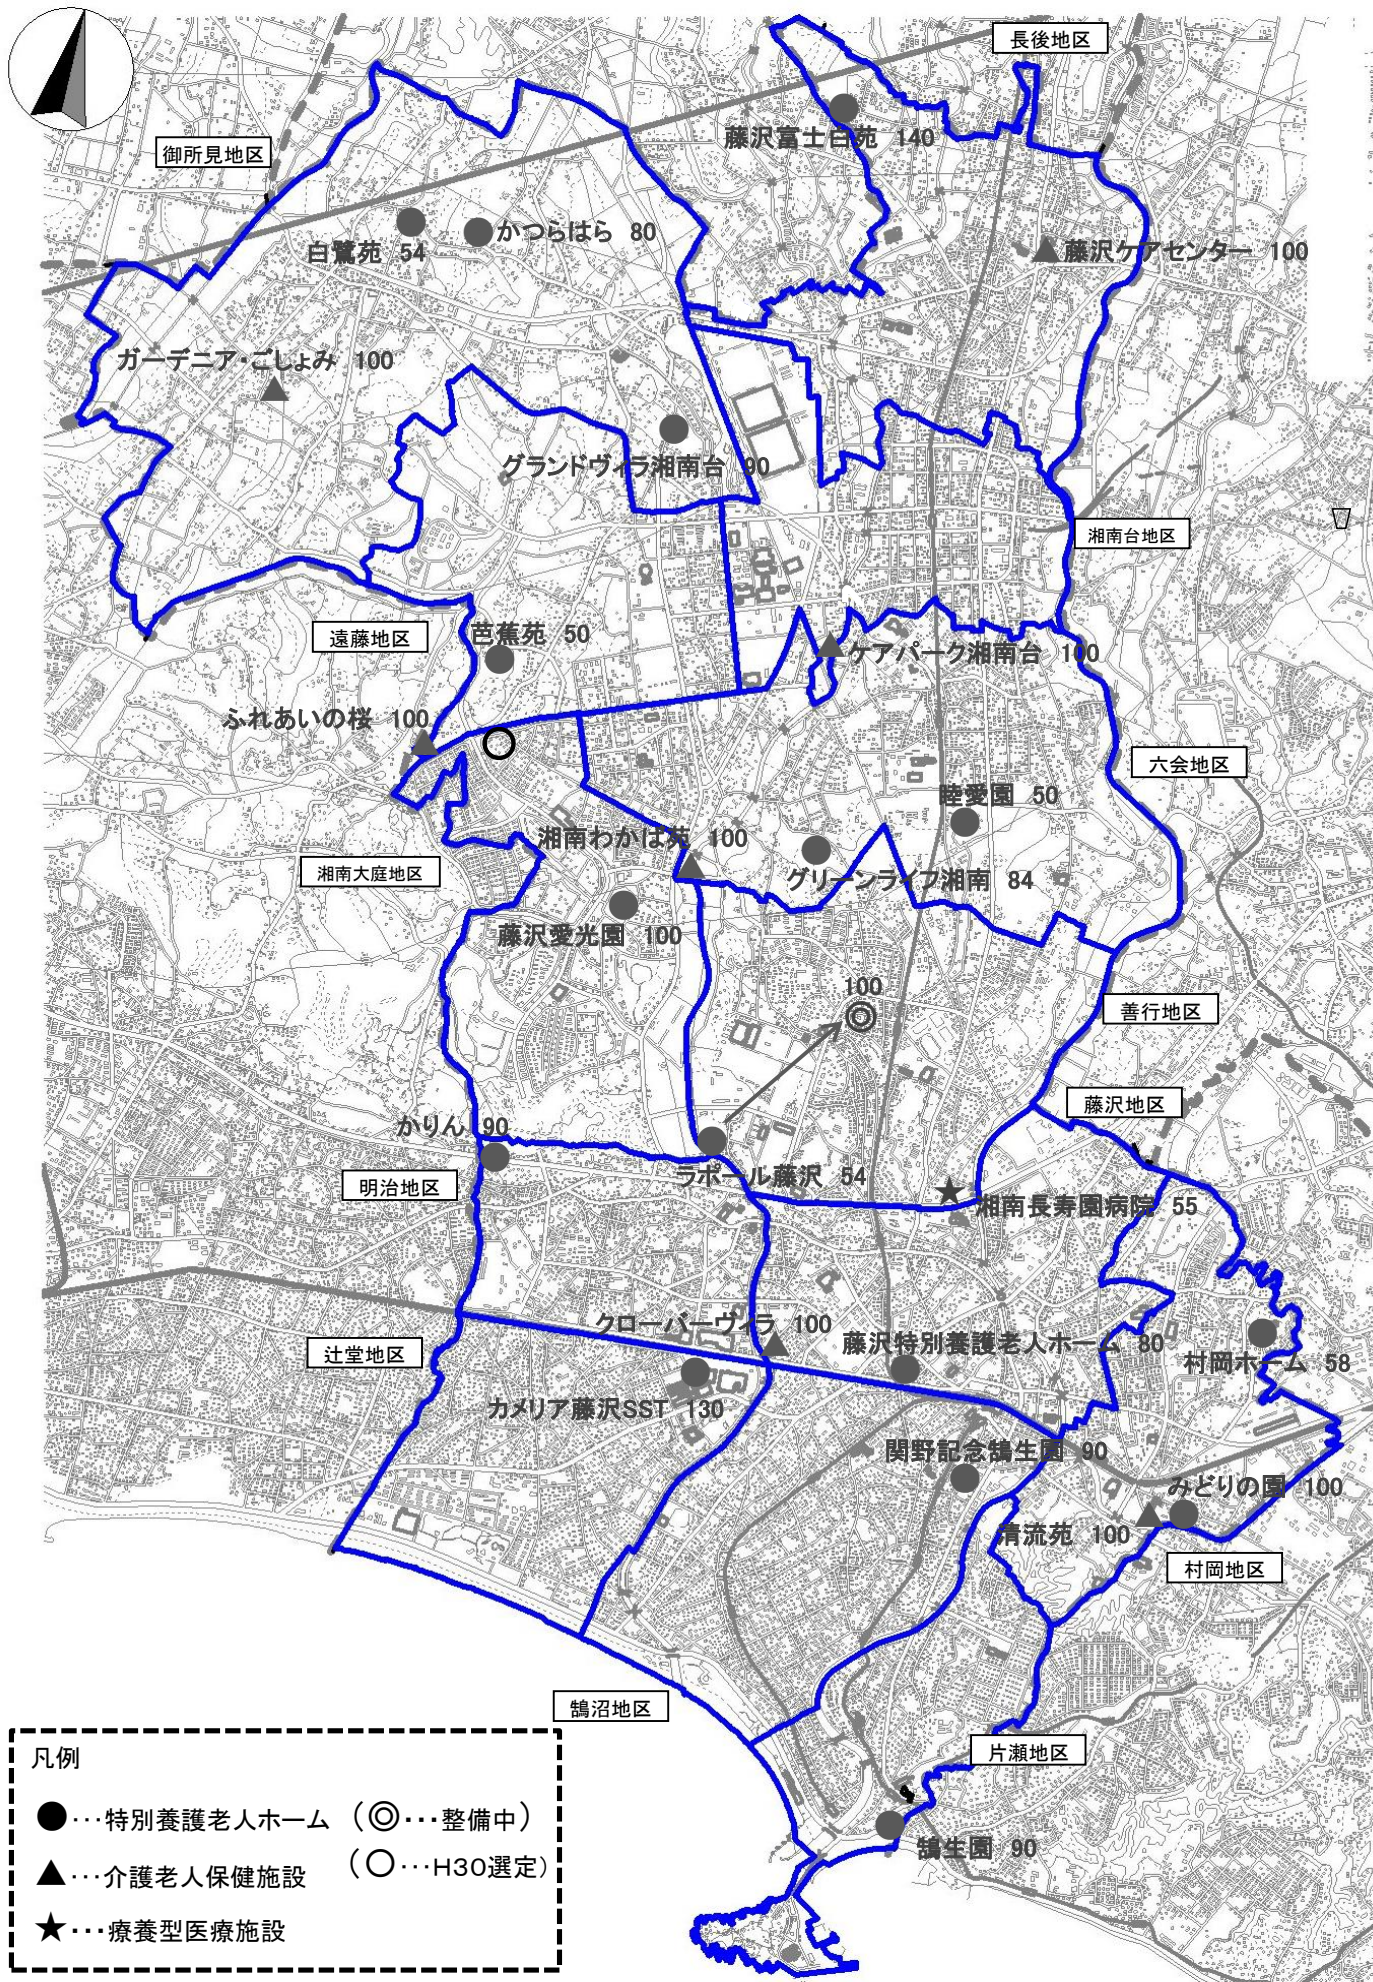 長後地区
藤沢富士白苑 140
御所見地区
かつらはら 80
白鷺苑 54
藤沢ケアセンター 100
ガーデニア・ごしょみ 100
グランドヴィラ湘南台 90
湘南台地区
遠藤地区
芭蕉苑 50
ケアパーク湘南台 100
ふれあいの桜 100
六会地区
睦愛園 50
湘南わかば苑 100
湘南大庭地区
グリーンライフ湘南 84
藤沢愛光園 100
100
善行地区
藤沢地区
かりん 90
ラポール藤沢 54
明治地区
湘南長寿園病院 55
クローバーヴィラ 100
藤沢特別養護老人ホーム 80
辻堂地区
村岡ホーム 58
カメリア藤沢SST 130
関野記念鵠生園 90
みどりの園 100
清流苑 100
村岡地区
鵠沼地区
片瀬地区
鵠生園 90
凡例
●…特別養護老人ホーム (◎…整備中)
▲…介護老人保健施設 (○…H30選定)
★…療養型医療施設